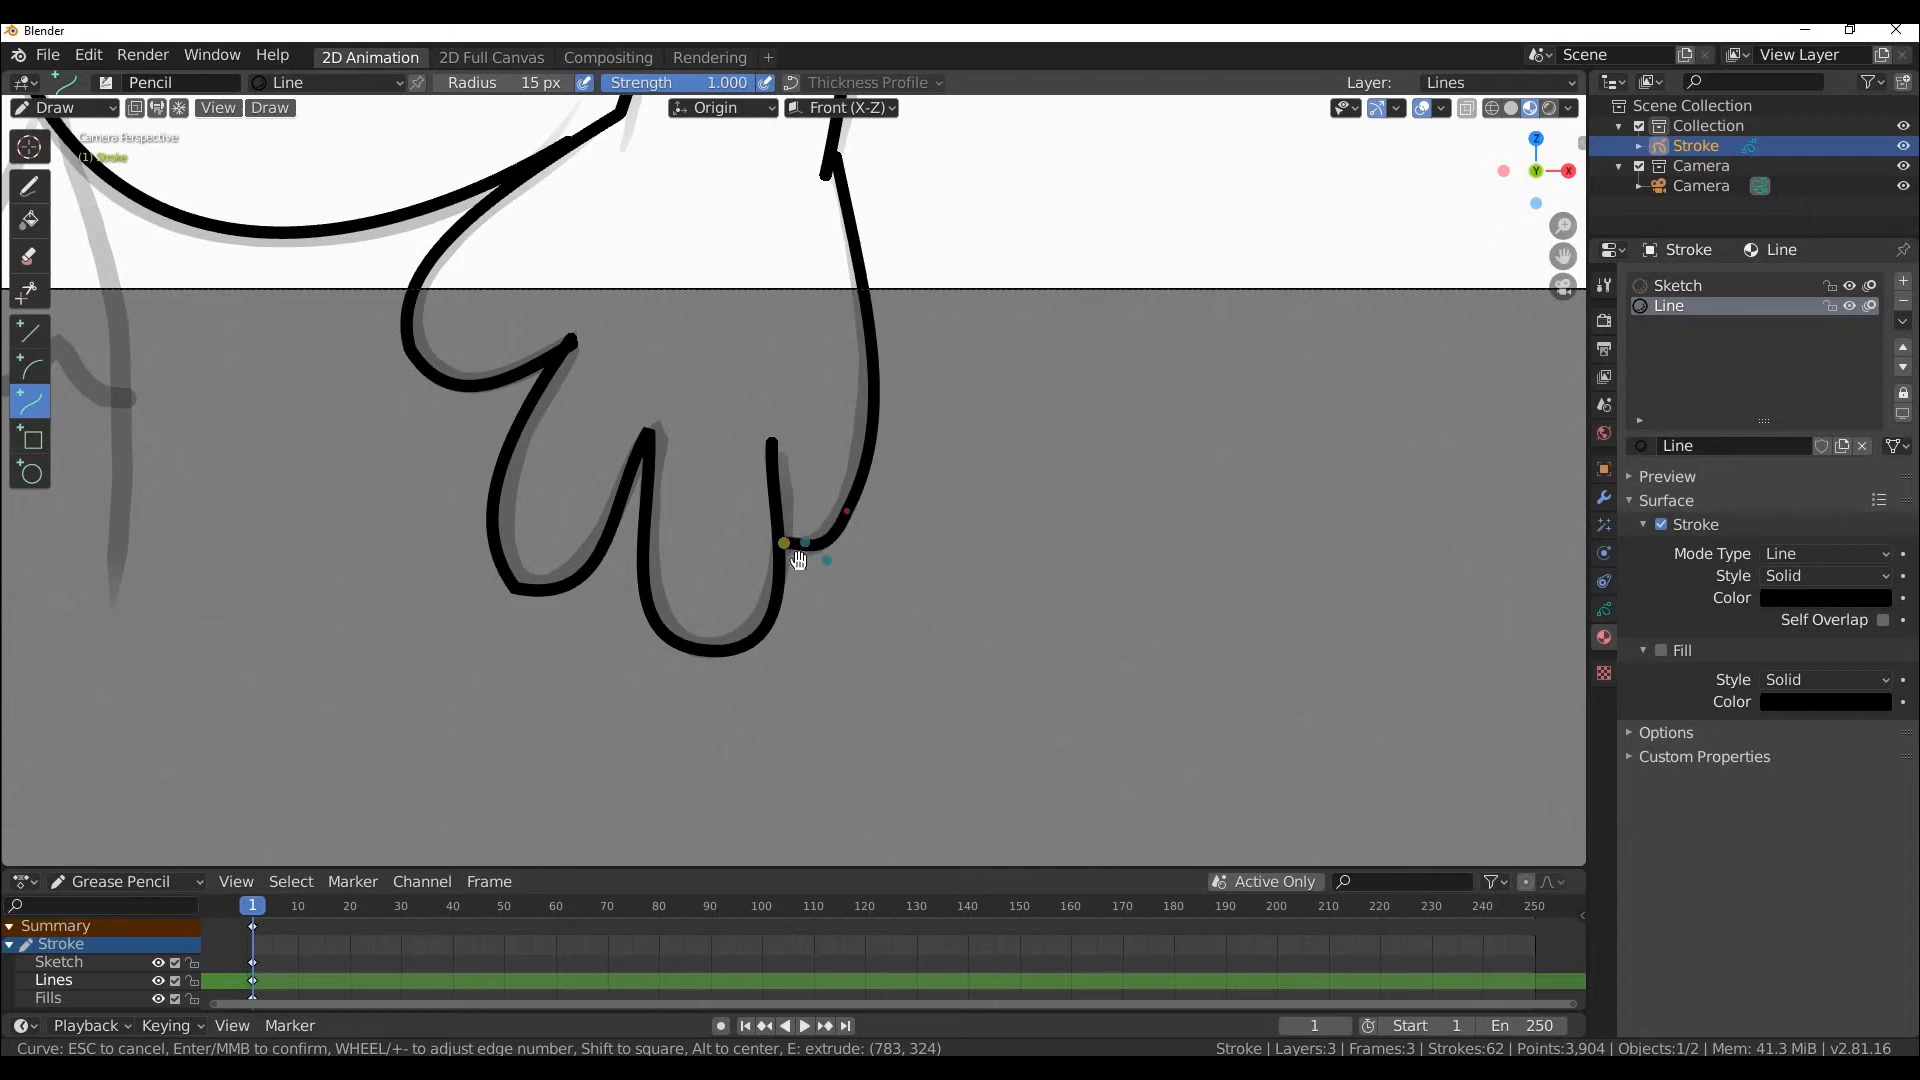 Blender
File Edit Render Window Help 2D Animation 2D Full Canvas Compositing Rendering + Scene View Layer
Pencil Line Radius 15 px Strength 1.000 Thickness Profile Layer: Lines
Draw View Draw Origin Front (X-Z)
Camera Perspective
(1) Stroke
Z
Y
X
Scene Collection
Collection
Stroke
Camera
Camera
Stroke Line
Sketch
Line
Line
Preview
Surface
Stroke
Mode Type Line
Style Solid
Color
Self Overlap
Fill
Style Solid
Color
Options
Custom Properties
Grease Pencil View Select Marker Channel Frame Active Only
1 10 20 30 40 50 60 70 80 90 100 110 120 130 140 150 160 170 180 190 200 210 220 230 240 250
Summary
Stroke
Sketch
Lines
Fills
Playback Keying View Marker 1 Start 1 En 250
Curve: ESC to cancel, Enter/MMB to confirm, WHEEL/+- to adjust edge number, Shift to square, Alt to center, E: extrude: (783, 324) Stroke | Layers:3 | Frames:3 | Strokes:62 | Points:3,904 | Objects:1/2 | Mem: 41.3 MiB | v2.81.16